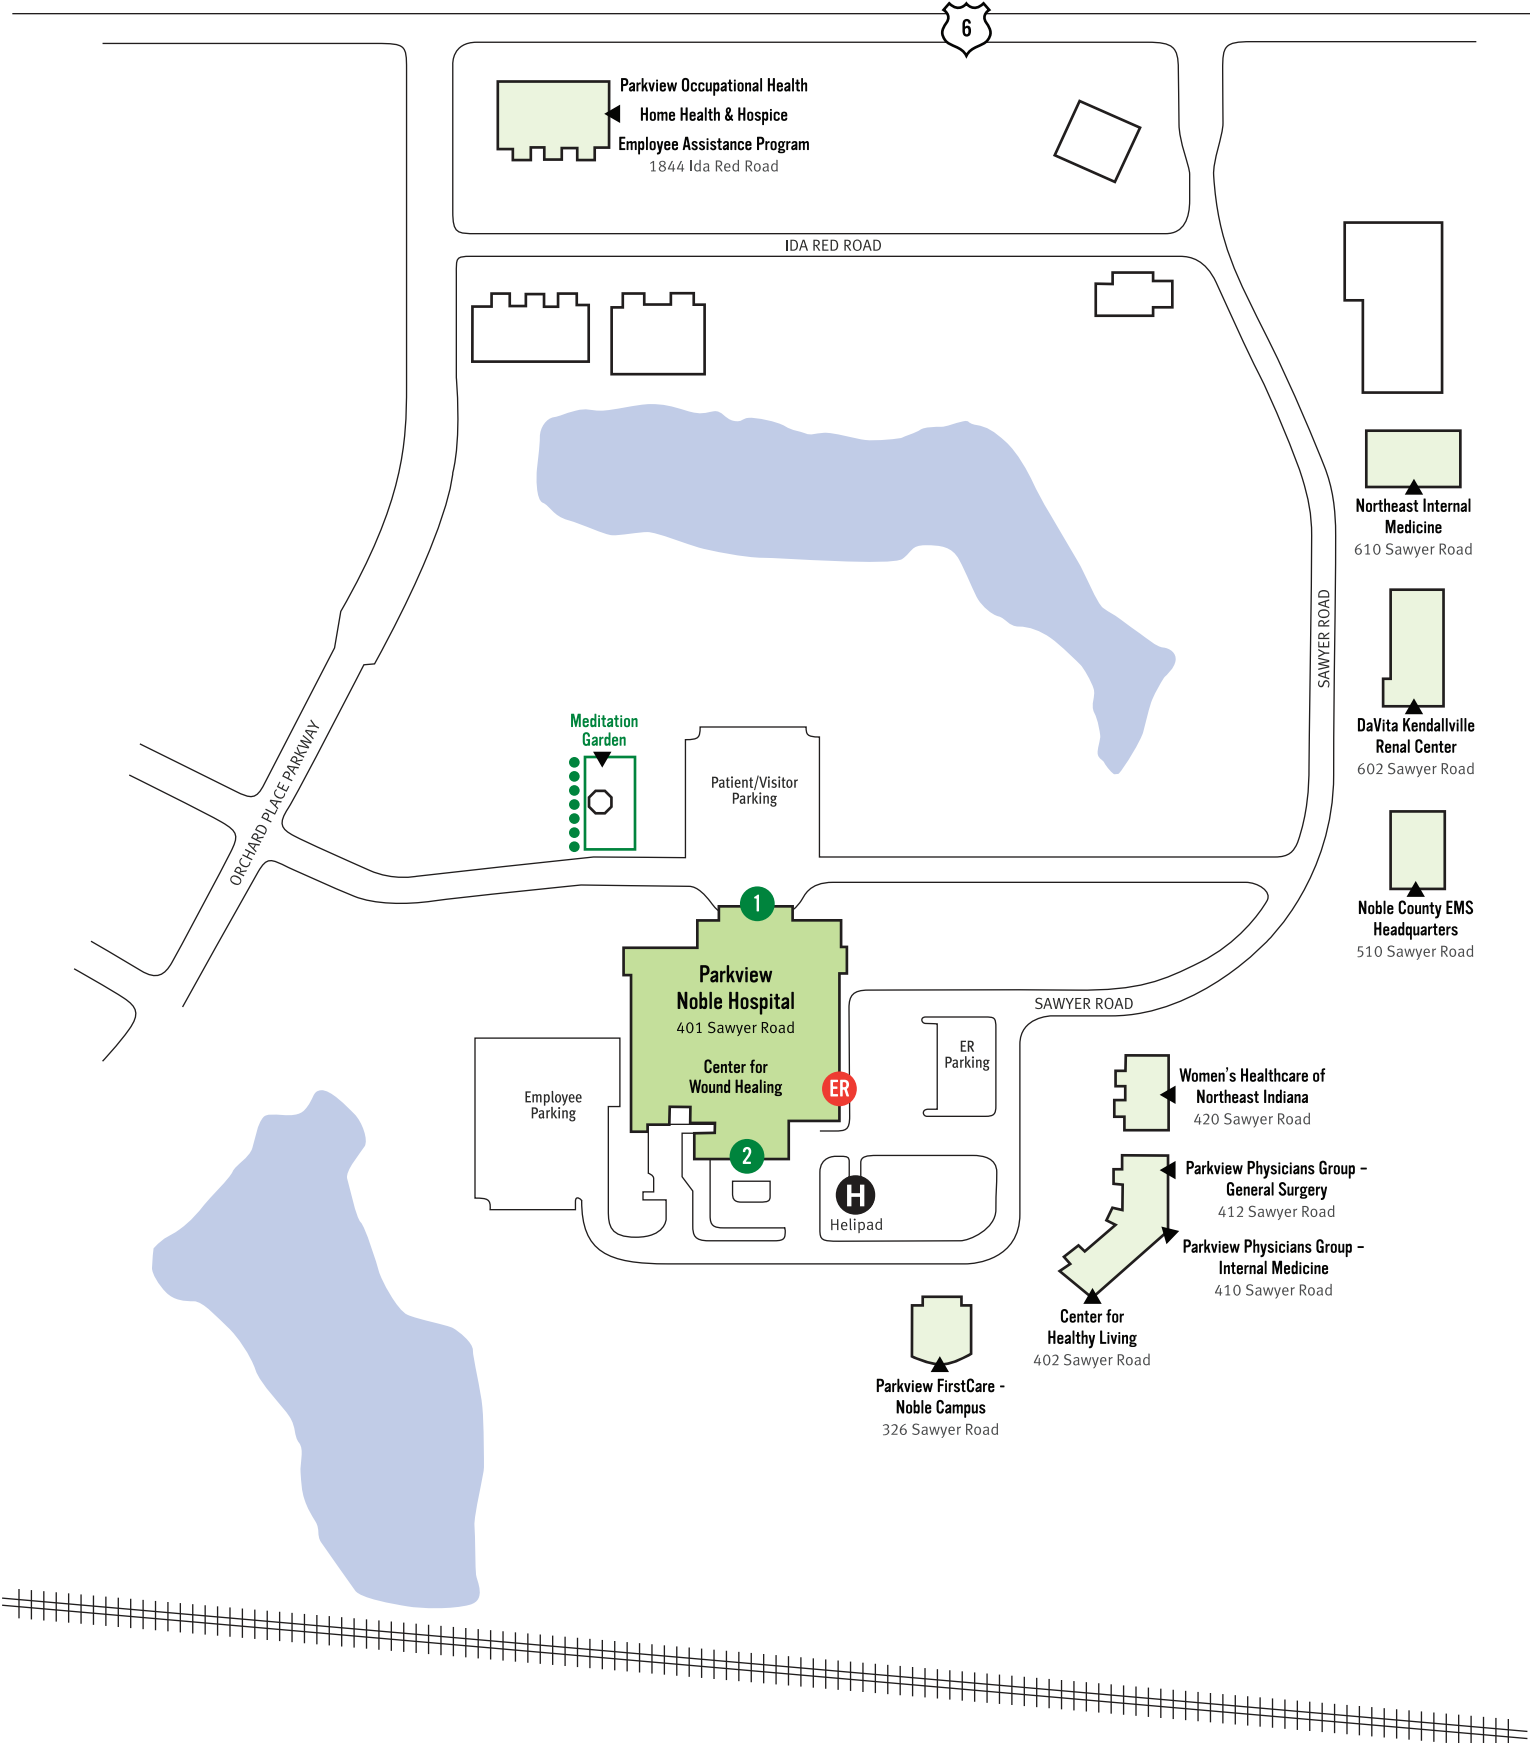 6
Parkview Occupational Health
Home Health & Hospice
Employee Assistance Program
1844 Ida Red Road
IDA RED ROAD
Northeast Internal
Medicine
610 Sawyer Road
SAWYER ROAD
DaVita Kendallville
Renal Center
602 Sawyer Road
Meditation
Garden
Patient/Visitor
Parking
ORCHARD PLACE PARKWAY
Noble County EMS
Headquarters
510 Sawyer Road
1
Parkview
Noble Hospital
401 Sawyer Road
Center for
Wound Healing
SAWYER ROAD
ER
Parking
ER
Employee
Parking
2
H
Helipad
Women's Healthcare of
Northeast Indiana
420 Sawyer Road
Parkview Physicians Group –
General Surgery
412 Sawyer Road
Parkview Physicians Group –
Internal Medicine
410 Sawyer Road
Center for
Healthy Living
402 Sawyer Road
Parkview FirstCare -
Noble Campus
326 Sawyer Road